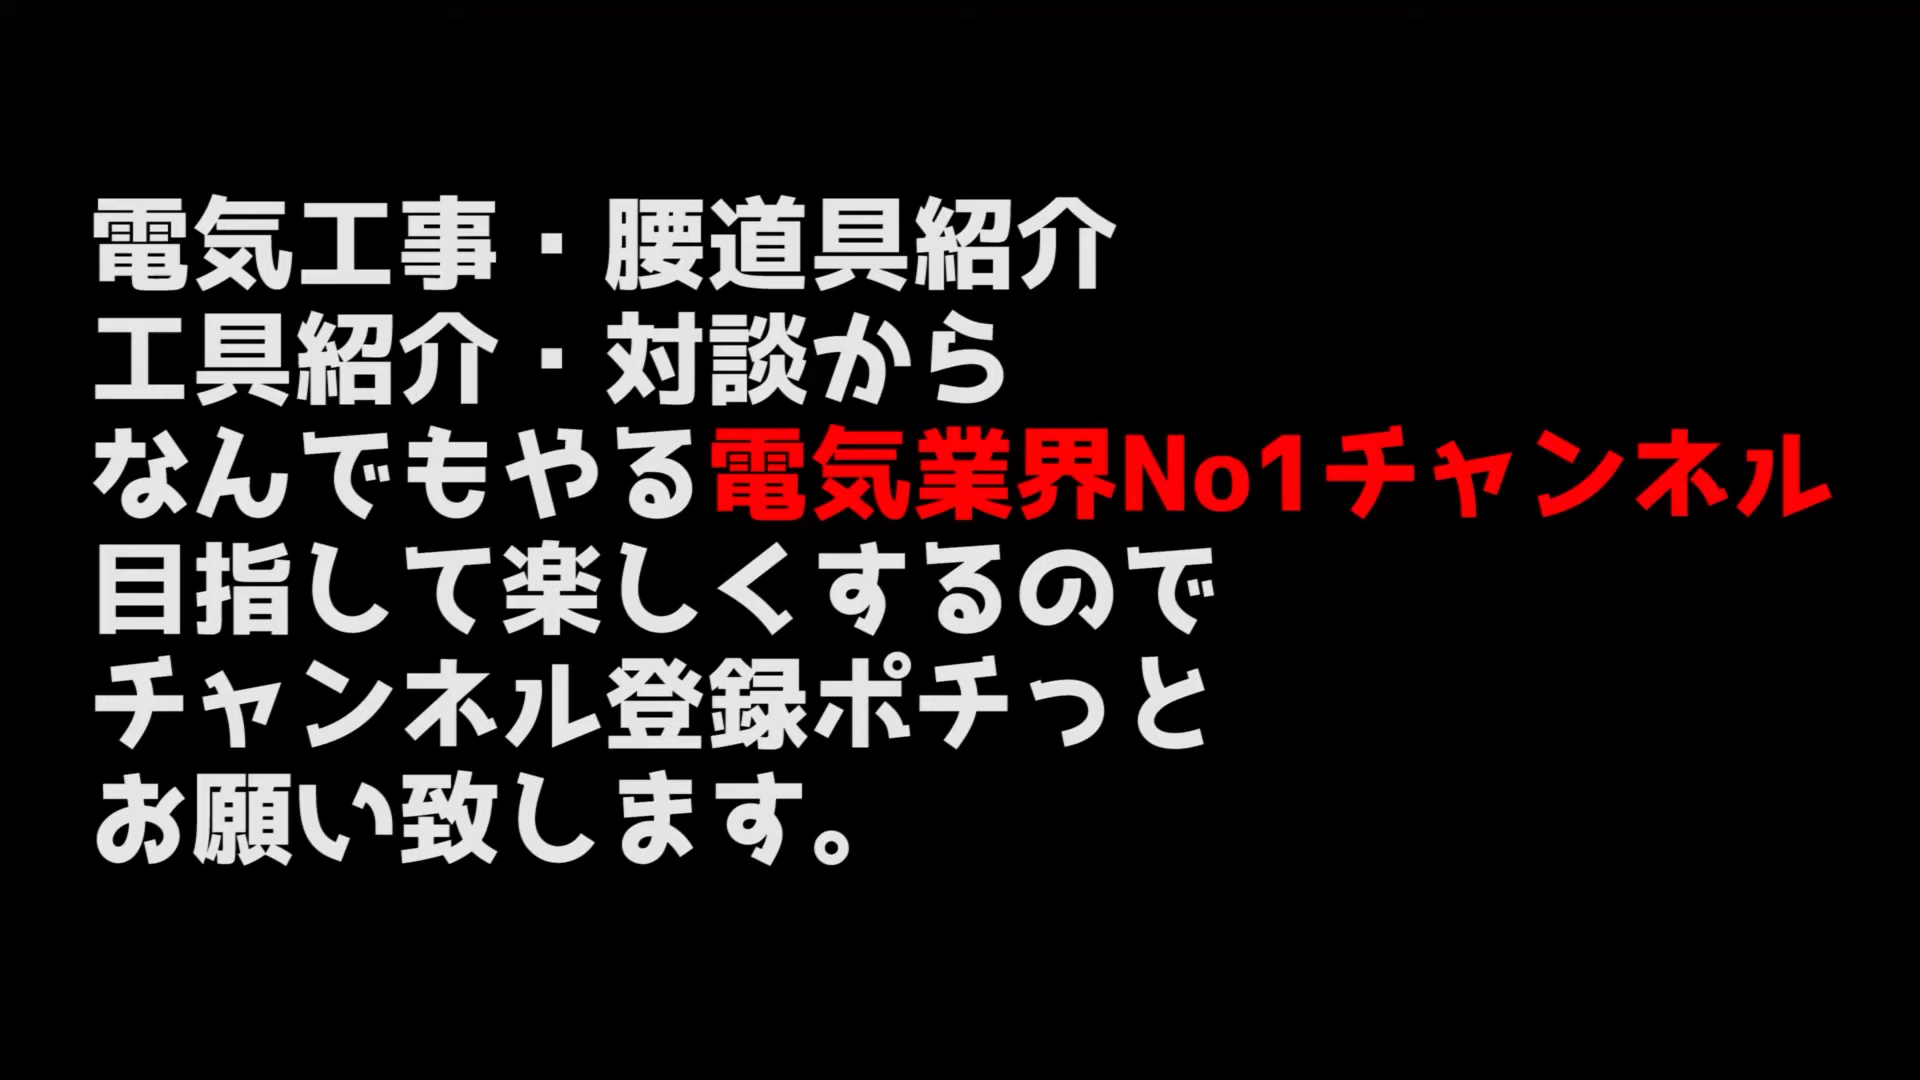 電気工事・腰道具紹介
工具紹介・対談から
なんでもやる電気業界No1チャンネル
目指して楽しくするので
チャンネル登録ポチっと
お願い致します。